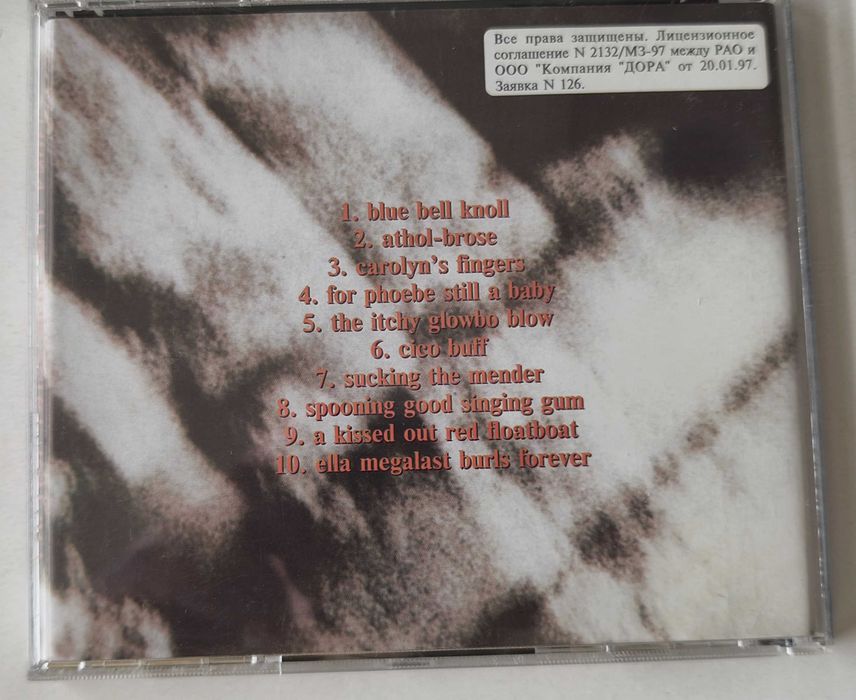 Все права защищены. Лицензионное
соглашение N 2132/МЗ-97 между РАО и
ООО "Компания "ДОРА" от 20.01.97.
Заявка N 126.
1. blue bell knoll
2. athol-brose
3. carolyn's fingers
4. for phoebe still a baby
5. the itchy glowbo blow
6. cico buff
7. sucking the mender
8. spooning good singing gum
9. a kissed out red floatboat
10. ella megalast burls forever